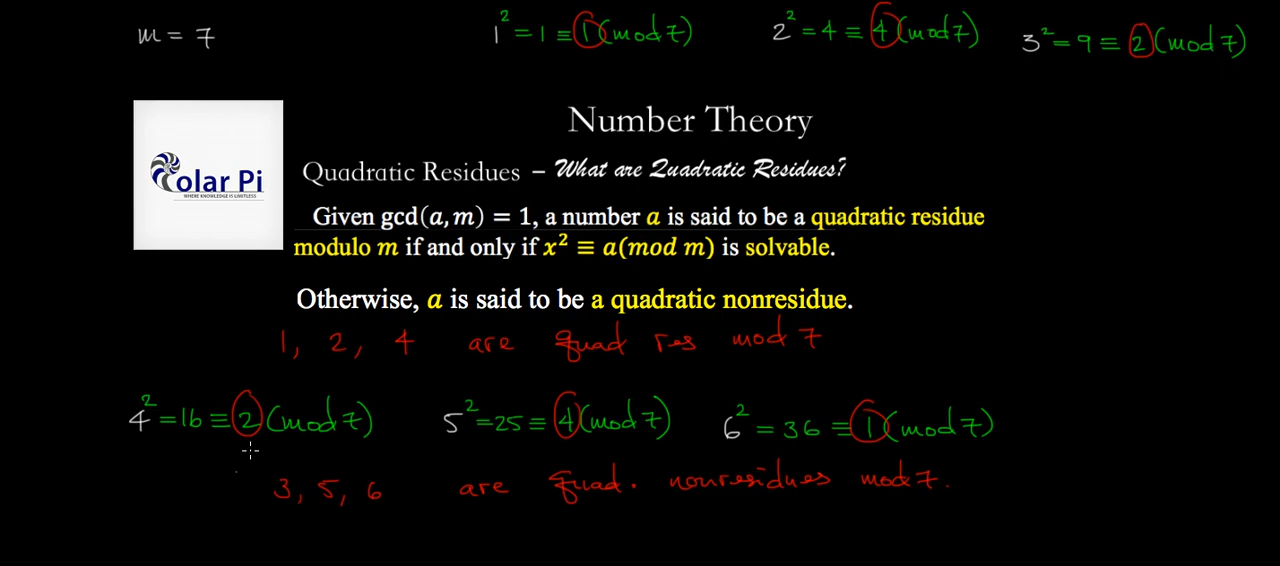 m = 7
1² = 1 ≡ 1 (mod 7)
2² = 4 ≡ 4 (mod 7)
3² = 9 ≡ 2 (mod 7)
Number Theory
olar Pi
WHERE KNOWLEDGE IS LIMITLESS
Quadratic Residues – What are Quadratic Residues?
Given gcd(a, m) = 1, a number a is said to be a quadratic residue
modulo m if and only if x² ≡ a(mod m) is solvable.
Otherwise, a is said to be a quadratic nonresidue.
1, 2, 4 are quad res mod 7
4² = 16 ≡ 2 (mod 7)
5² = 25 ≡ 4 (mod 7)
6² = 36 ≡ 1 (mod 7)
3, 5, 6 are quad. nonresidues mod 7.